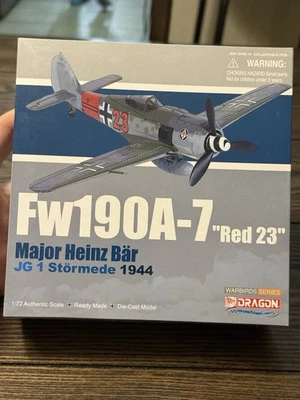 WARNING:
CHOKING HAZARD Small parts.
Not for children under 3 years.
23
Fw190A-7 "Red 23"
Major Heinz Bär
JG 1 Störmede 1944
1:72 Authentic Scale • Ready Made • Die-Cast Model
WARBIRDS SERIES
DRAGON